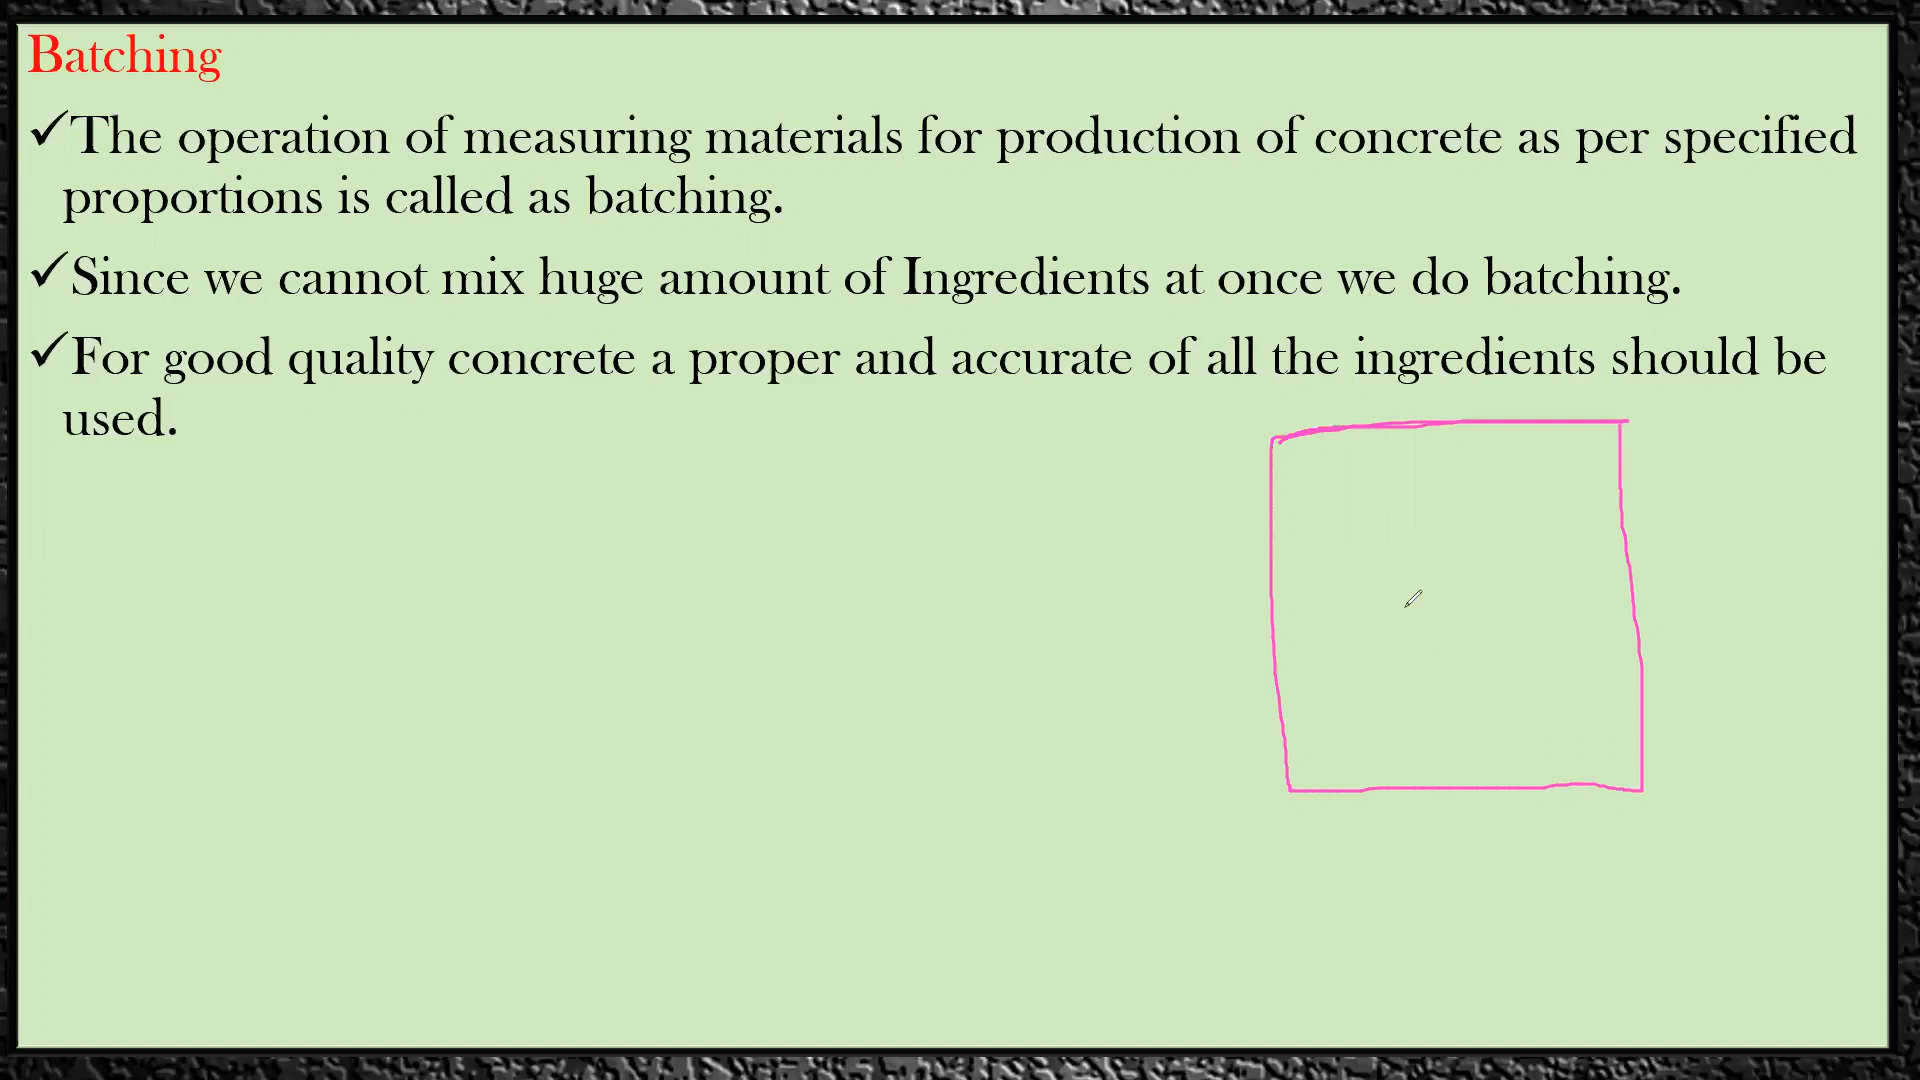 Batching
✓The operation of measuring materials for production of concrete as per specified
proportions is called as batching.
✓Since we cannot mix huge amount of Ingredients at once we do batching.
✓For good quality concrete a proper and accurate of all the ingredients should be
used.